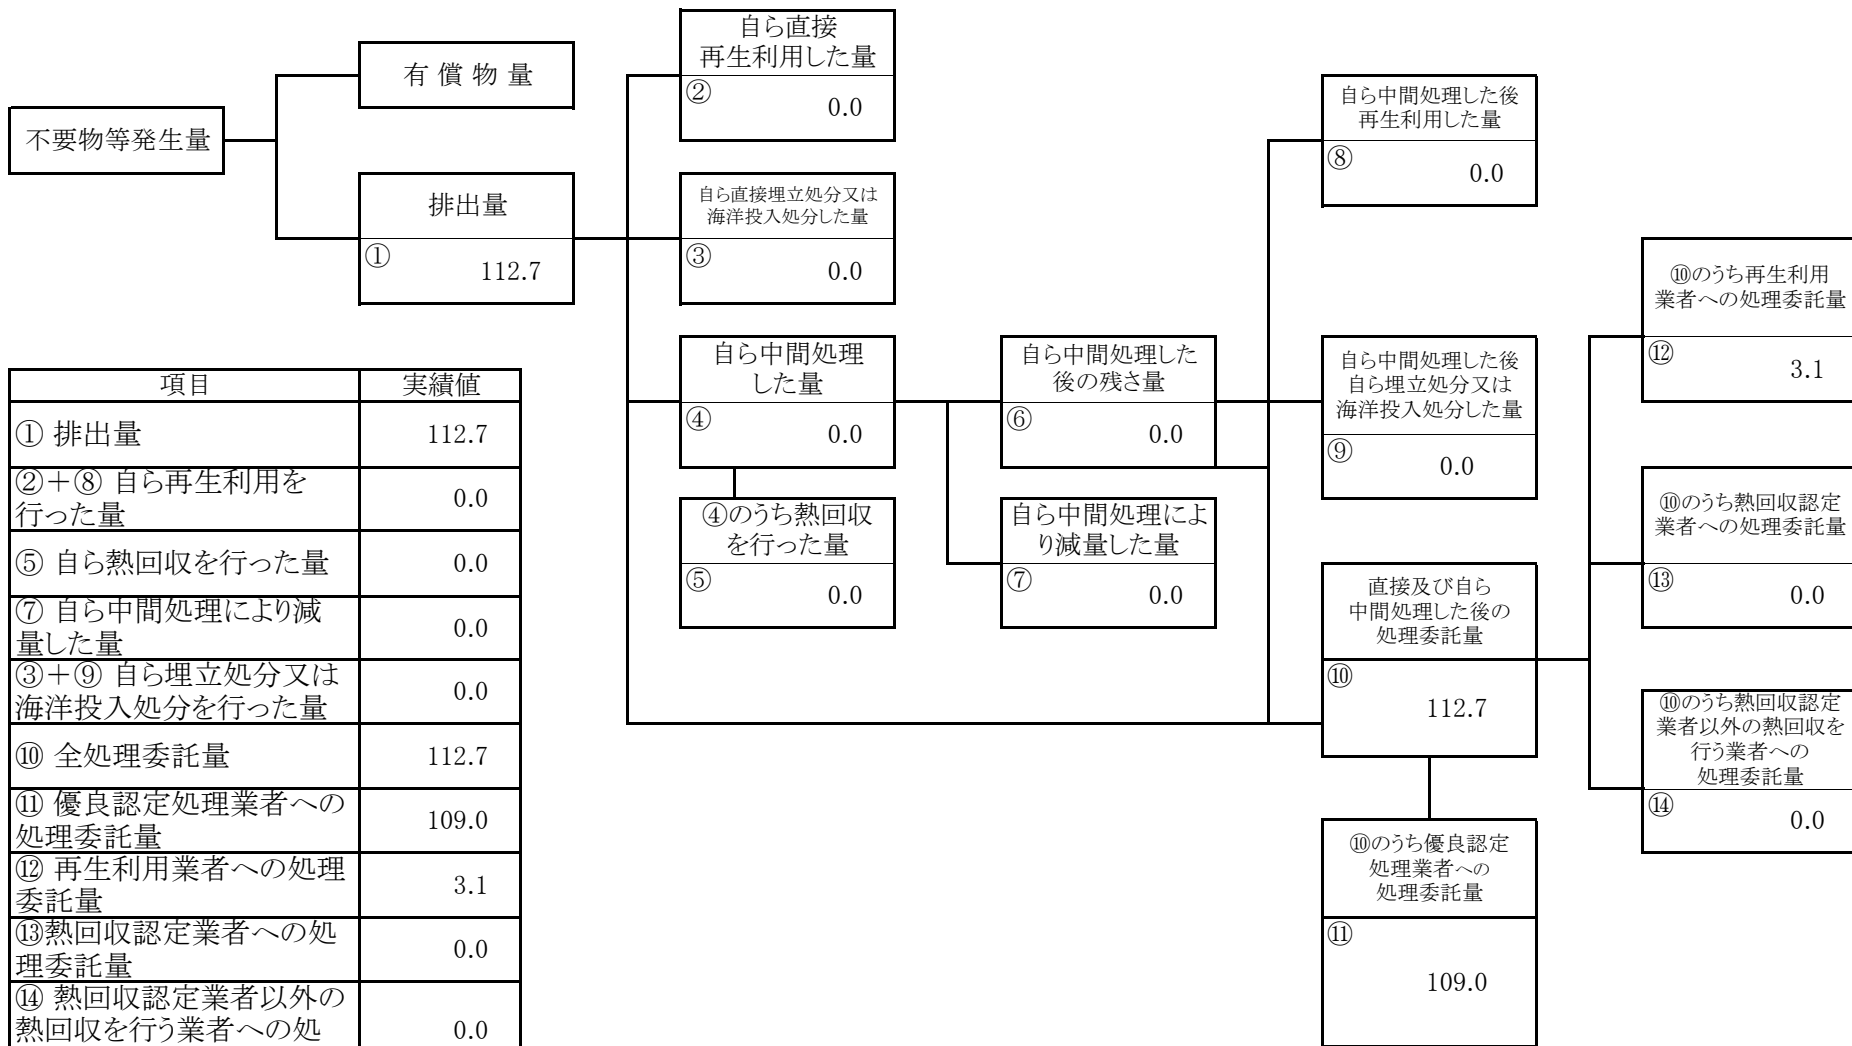 不要物等発生量
有 償 物 量
排出量
①
112.7
自ら直接
再生利用した量
②
0.0
自ら直接埋立処分又は
海洋投入処分した量
③
0.0
自ら中間処理
した量
④
0.0
④のうち熱回収
を行った量
⑤
0.0
自ら中間処理した
後の残さ量
⑥
0.0
自ら中間処理によ
り減量した量
⑦
0.0
自ら中間処理した後
再生利用した量
⑧
0.0
自ら中間処理した後
自ら埋立処分又は
海洋投入処分した量
⑨
0.0
直接及び自ら
中間処理した後の
処理委託量
⑩
112.7
⑩のうち優良認定
処理業者への
処理委託量
⑪
109.0
⑩のうち再生利用
業者への処理委託量
⑫
3.1
⑩のうち熱回収認定
業者への処理委託量
⑬
0.0
⑩のうち熱回収認定
業者以外の熱回収を
行う業者への
処理委託量
⑭
0.0
項目 実績値
① 排出量 112.7
②＋⑧ 自ら再生利用を
行った量 0.0
⑤ 自ら熱回収を行った量 0.0
⑦ 自ら中間処理により減
量した量 0.0
③＋⑨ 自ら埋立処分又は
海洋投入処分を行った量 0.0
⑩ 全処理委託量 112.7
⑪ 優良認定処理業者への
処理委託量 109.0
⑫ 再生利用業者への処理
委託量 3.1
⑬熱回収認定業者への処
理委託量 0.0
⑭ 熱回収認定業者以外の
熱回収を行う業者への処 0.0